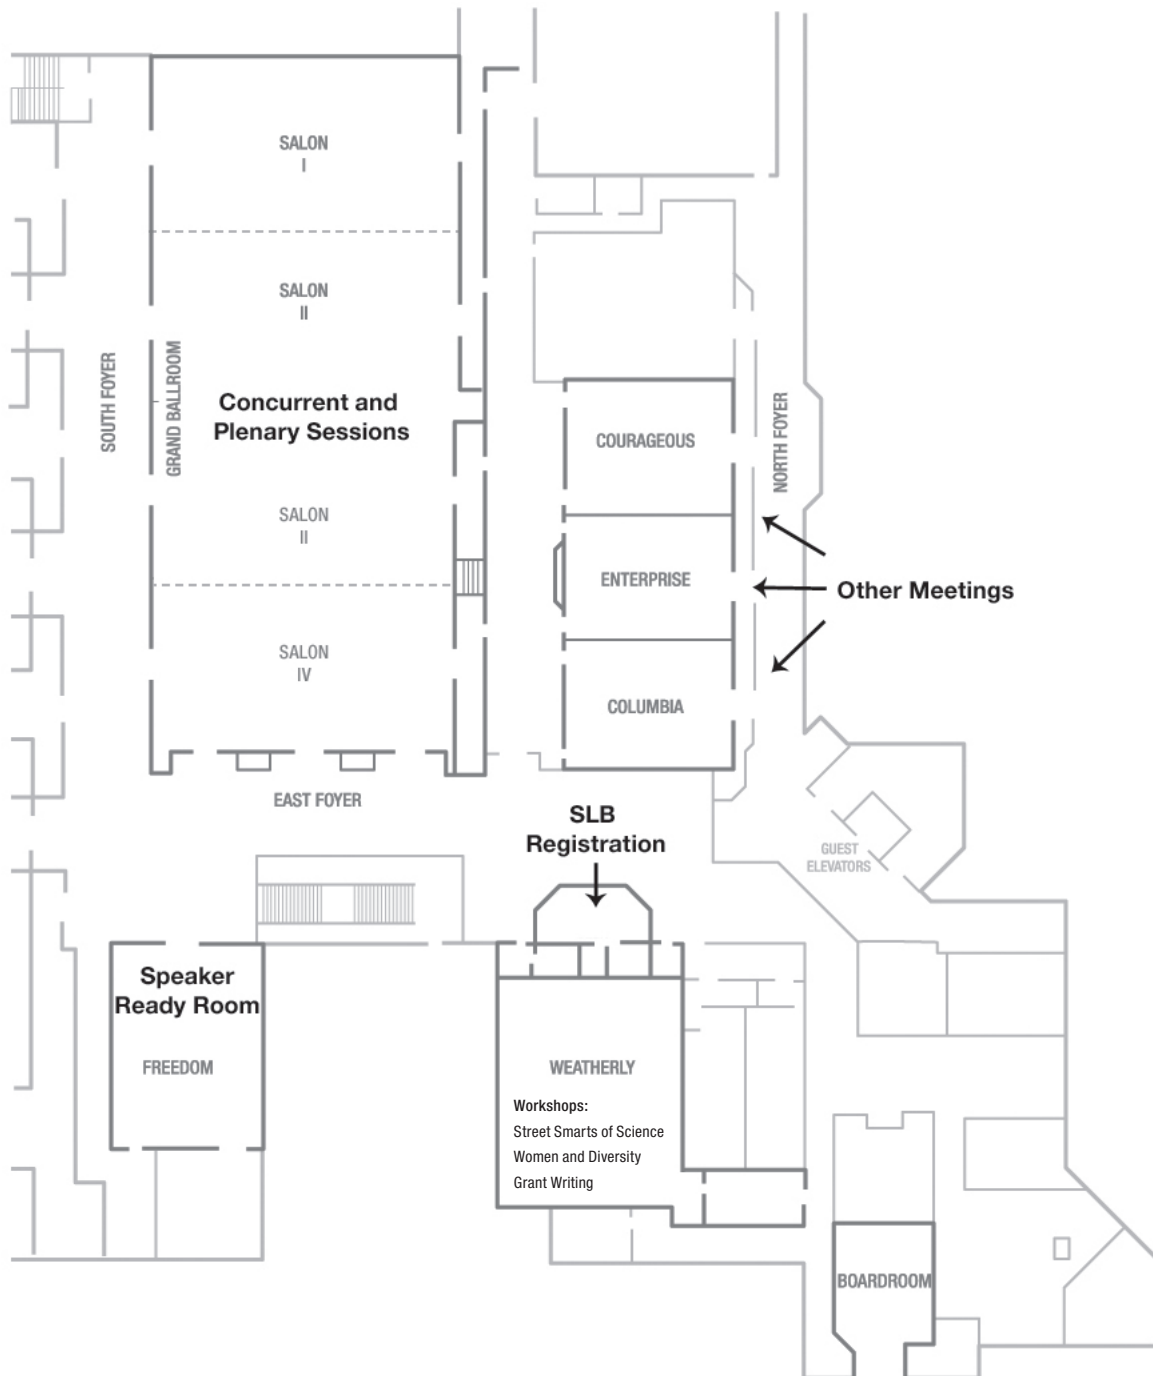 SALON
I
SALON
II
SOUTH FOYER
GRAND BALLROOM
Concurrent and
Plenary Sessions
SALON
II
SALON
IV
EAST FOYER
COURAGEOUS
ENTERPRISE
COLUMBIA
NORTH FOYER
Other Meetings
SLB
Registration
GUEST
ELEVATORS
Speaker
Ready Room
FREEDOM
WEATHERLY
Workshops:
Street Smarts of Science
Women and Diversity
Grant Writing
BOARDROOM